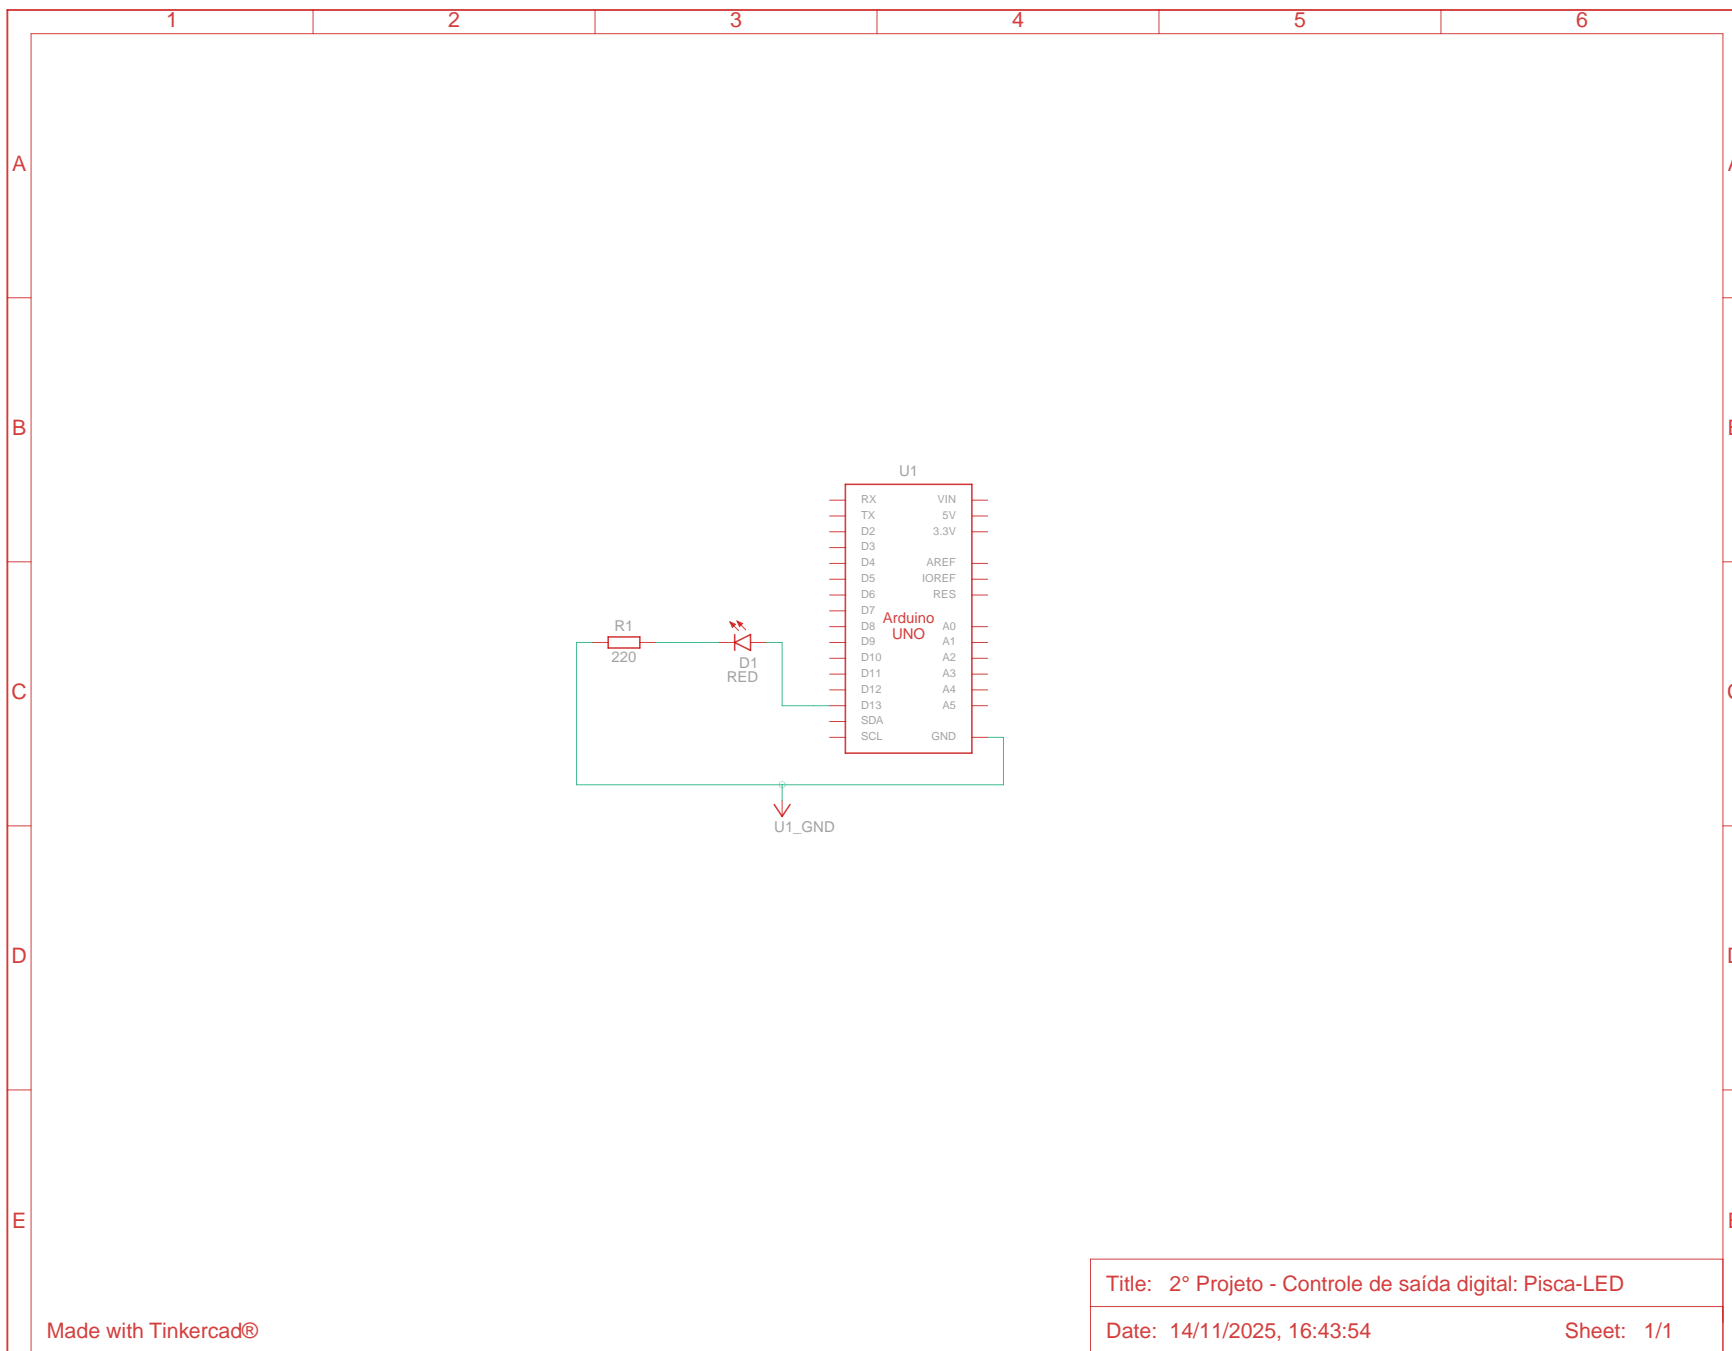 1 2 3 4 5 6
A
B
C
D
E
U1
RX VIN
TX 5V
D2 3.3V
D3
D4 AREF
D5 IOREF
D6 RES
D7
Arduino
UNO
D8 A0
D9 A1
D10 A2
D11 A3
D12 A4
D13 A5
SDA
SCL GND
R1
220
D1
RED
U1_GND
Title: 2° Projeto - Controle de saída digital: Pisca-LED
Date: 14/11/2025, 16:43:54 Sheet: 1/1
Made with Tinkercad®